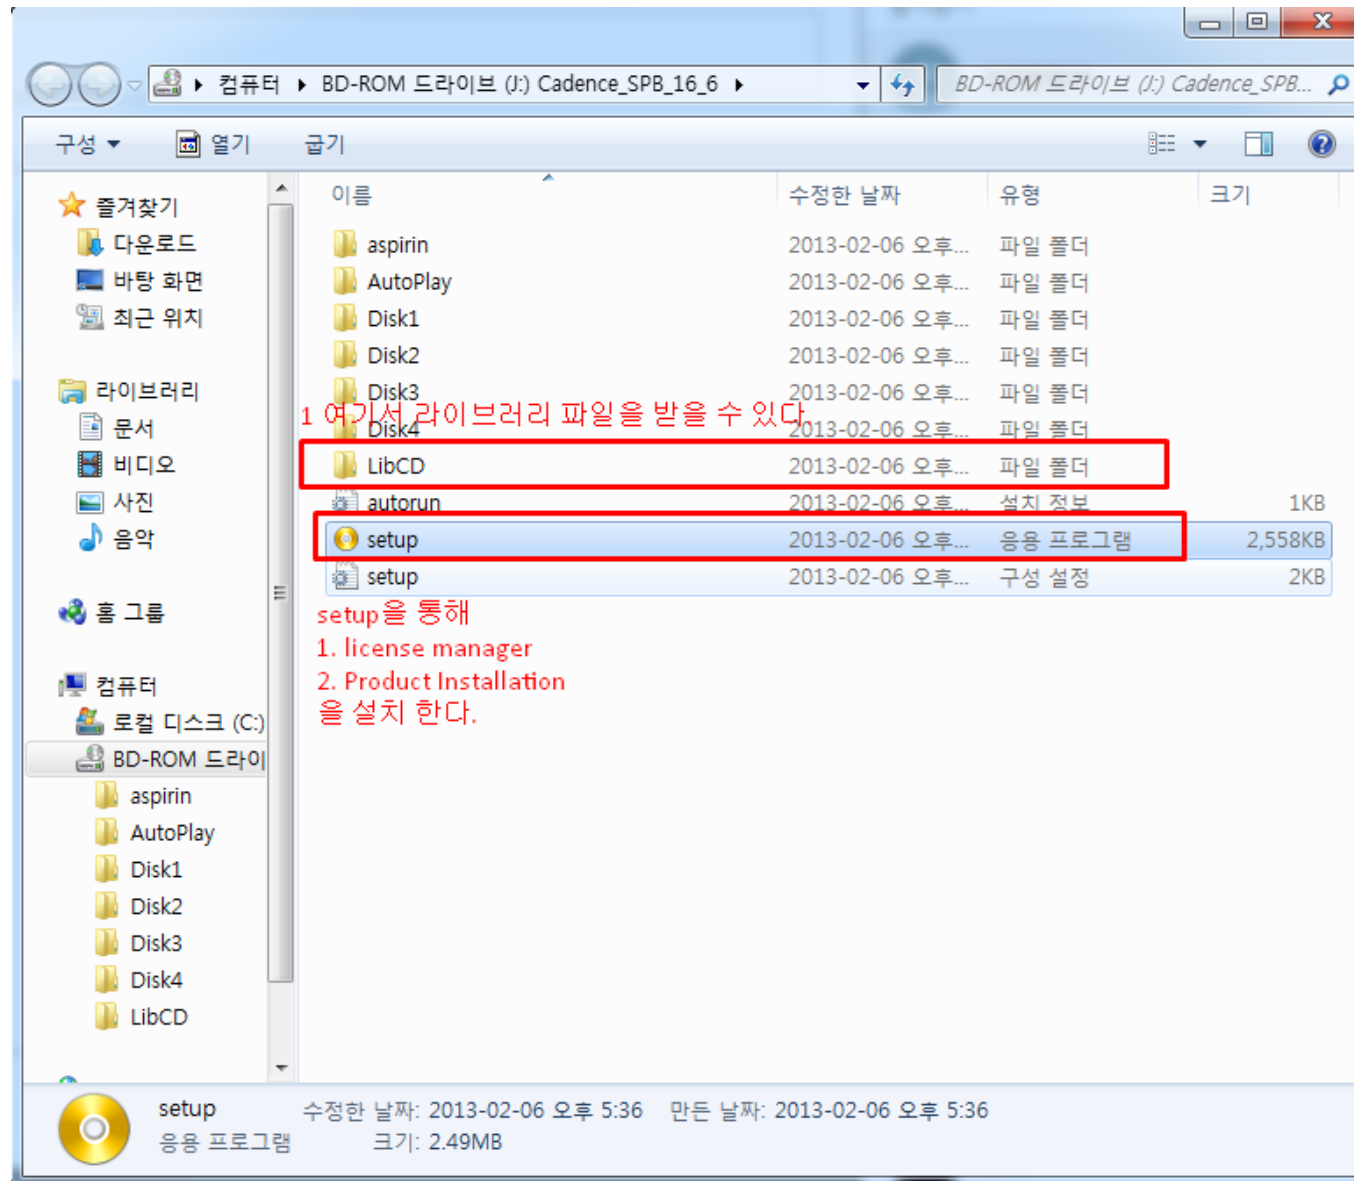 컴퓨터 ▸ BD-ROM 드라이브 (J:) Cadence_SPB_16_6 ▸
BD-ROM 드라이브 (J:) Cadence_SPB...
구성 열기 굽기
이름 수정한 날짜 유형 크기
즐겨찾기
다운로드
바탕 화면
최근 위치
라이브러리
문서
비디오
사진
음악
홈 그룹
컴퓨터
로컬 디스크 (C:)
BD-ROM 드라이
aspirin
AutoPlay
Disk1
Disk2
Disk3
Disk4
LibCD
aspirin 2013-02-06 오후... 파일 폴더
AutoPlay 2013-02-06 오후... 파일 폴더
Disk1 2013-02-06 오후... 파일 폴더
Disk2 2013-02-06 오후... 파일 폴더
Disk3 2013-02-06 오후... 파일 폴더
1 여기서 라이브러리 파일을 받을 수 있다.
Disk4 2013-02-06 오후... 파일 폴더
LibCD 2013-02-06 오후... 파일 폴더
autorun 2013-02-06 오후... 설치 정보 1KB
setup 2013-02-06 오후... 응용 프로그램 2,558KB
setup 2013-02-06 오후... 구성 설정 2KB
setup을 통해
1. license manager
2. Product Installation
을 설치 한다.
setup 수정한 날짜: 2013-02-06 오후 5:36 만든 날짜: 2013-02-06 오후 5:36
응용 프로그램 크기: 2.49MB